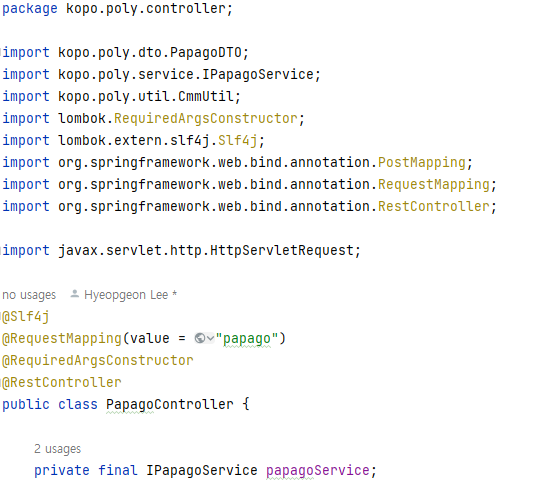 package kopo.poly.controller;
import kopo.poly.dto.PapagoDTO;
import kopo.poly.service.IPapagoService;
import kopo.poly.util.CmmUtil;
import lombok.RequiredArgsConstructor;
import lombok.extern.slf4j.Slf4j;
import org.springframework.web.bind.annotation.PostMapping;
import org.springframework.web.bind.annotation.RequestMapping;
import org.springframework.web.bind.annotation.RestController;
import javax.servlet.http.HttpServletRequest;
no usages Hyeopgeon Lee *
@Slf4j
@RequestMapping(value = "papago")
@RequiredArgsConstructor
@RestController
public class PapagoController {
2 usages
private final IPapagoService papagoService;